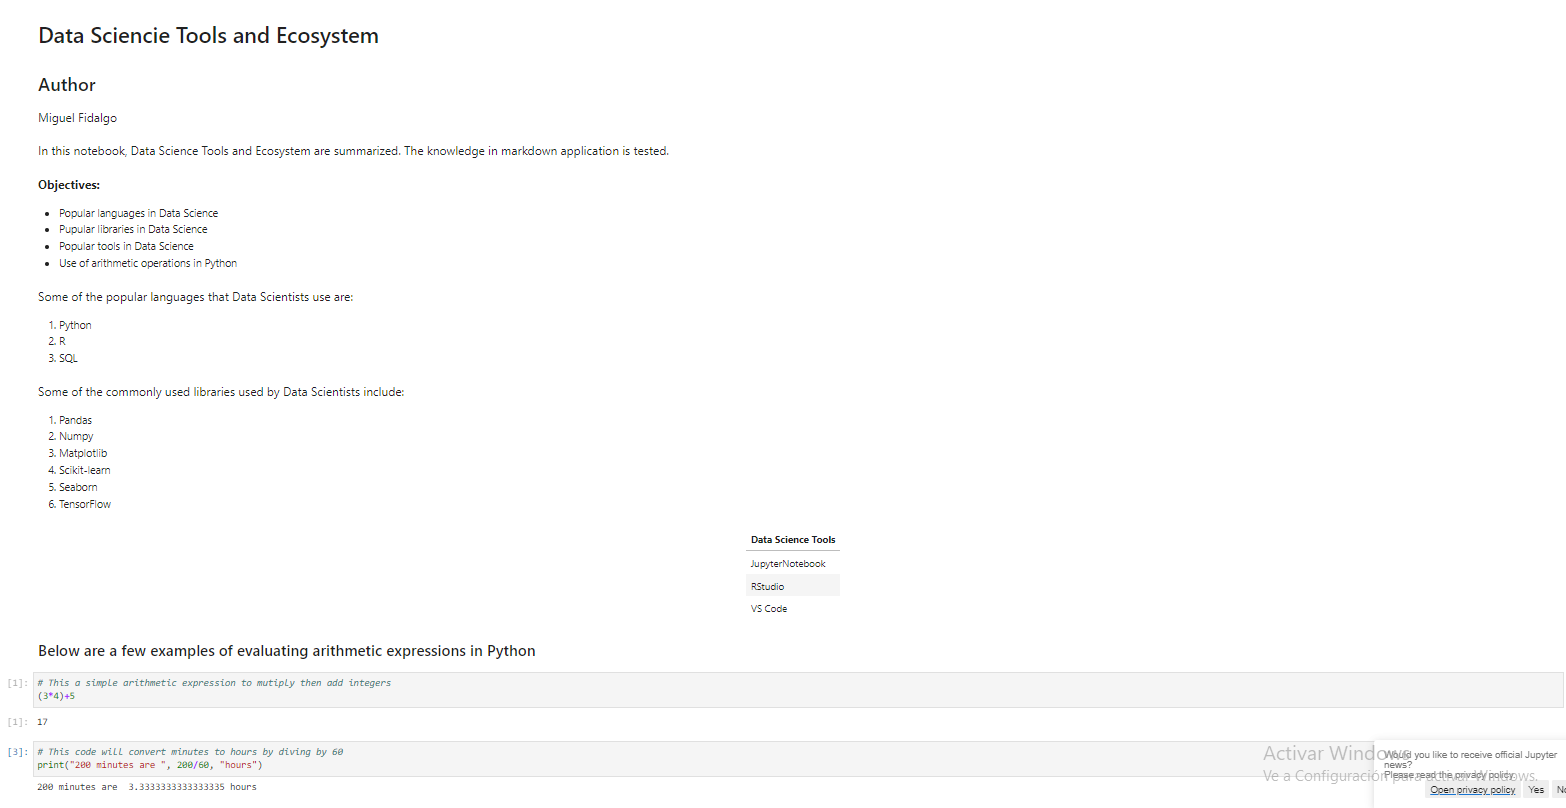 Data Sciencie Tools and Ecosystem
Author
Miguel Fidalgo
In this notebook, Data Science Tools and Ecosystem are summarized. The knowledge in markdown application is tested.
Objectives:
• Popular languages in Data Science
• Pupular libraries in Data Science
• Popular tools in Data Science
• Use of arithmetic operations in Python
Some of the popular languages that Data Scientists use are:
1. Python
2. R
3. SQL
Some of the commonly used libraries used by Data Scientists include:
1. Pandas
2. Numpy
3. Matplotlib
4. Scikit-learn
5. Seaborn
6. TensorFlow
Data Science Tools
JupyterNotebook
RStudio
VS Code
Below are a few examples of evaluating arithmetic expressions in Python
[1]: # This a simple arithmetic expression to mutiply then add integers
(3*4)+5
[1]: 17
[3]: # This code will convert minutes to hours by diving by 60
print("200 minutes are ", 200/60, "hours")
200 minutes are  3.3333333333333335 hours
Activar Windows
Ve a Configuración para activar Windows.
Would you like to receive official Jupyter
news?
Please read the privacy policy.
Open privacy policy Yes